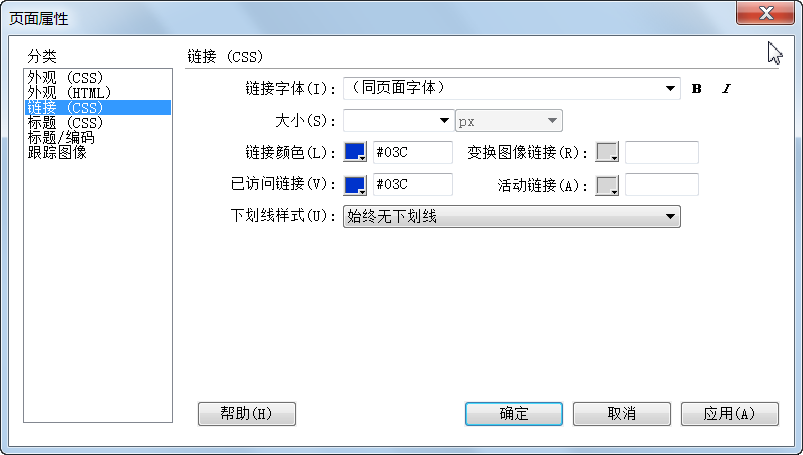 页面属性
分类
外观 (CSS)
外观 (HTML)
链接 (CSS)
标题 (CSS)
标题/编码
跟踪图像
链接 (CSS)
链接字体(I): （同页面字体） B I
大小(S): px
链接颜色(L): #03C 变换图像链接(R):
已访问链接(V): #03C 活动链接(A):
下划线样式(U): 始终无下划线
帮助(H) 确定 取消 应用(A)